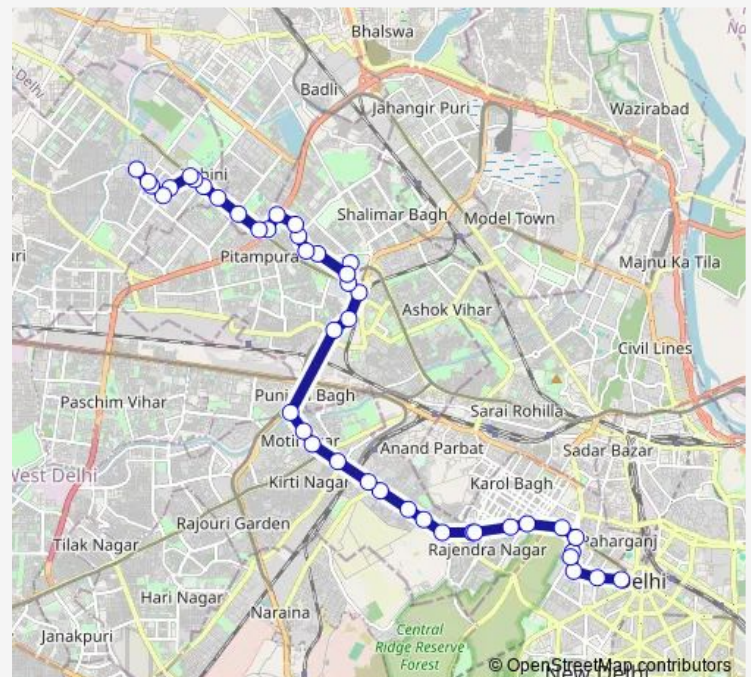 Bhalswa
Delhi
Badli
Jahangir Puri
Wazirabad
Shalimar Bagh
Model Town
Pitampura
Majnu Ka Tila
Ashok Vihar
Civil Lines
Paschim Vihar
Sarai Rohilla
Anand Parbat
Sadar Bazar
West Delhi
Kirti Nagar
Karol Bagh
Rajouri Garden
Tilak Nagar
Rajendra Nagar
Paharganj
elhi
Hari Nagar
Naraina
Janakpuri
Central
Ridge Reserve
Forest
© OpenStreetMap contributors